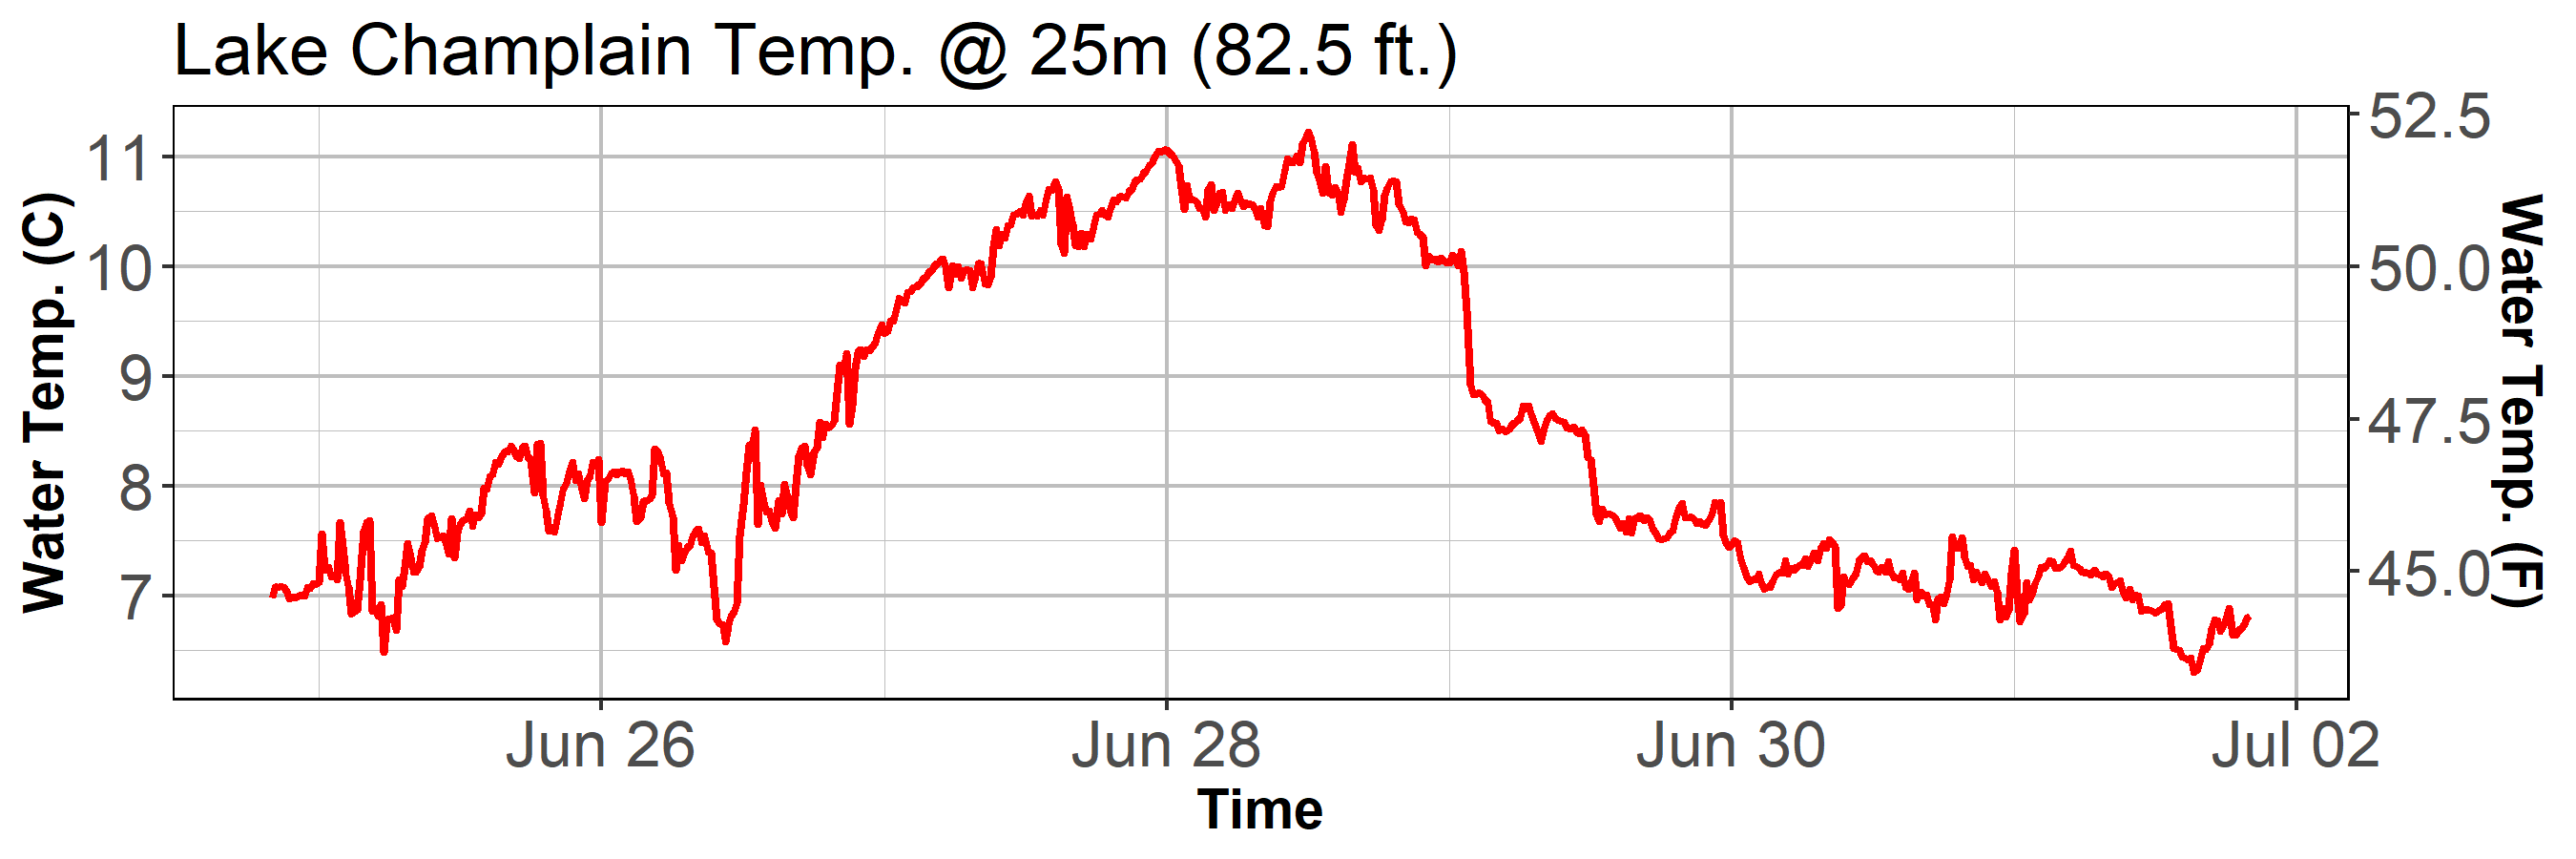 Lake Champlain Temp. @ 25m (82.5 ft.)
Water Temp. (C)
11
10
9
8
7
52.5
50.0
47.5
45.0
Water Temp. (F)
Jun 26
Jun 28
Jun 30
Jul 02
Time